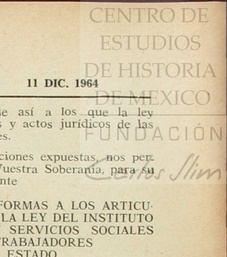 CENTRO DE
ESTUDIOS
DE HISTORIA
DE MEXICO
FUNDACIÓN
Carlos Slim
11 DIC. 1964
así a los que la ley
y actos jurídicos de las
es.
ciones expuestas, nos per-
Vuestra Soberanía, para su
nte
FORMAS A LOS ARTICU-
LA LEY DEL INSTITUTO
SERVICIOS SOCIALES
TRABAJADORES
ESTADO